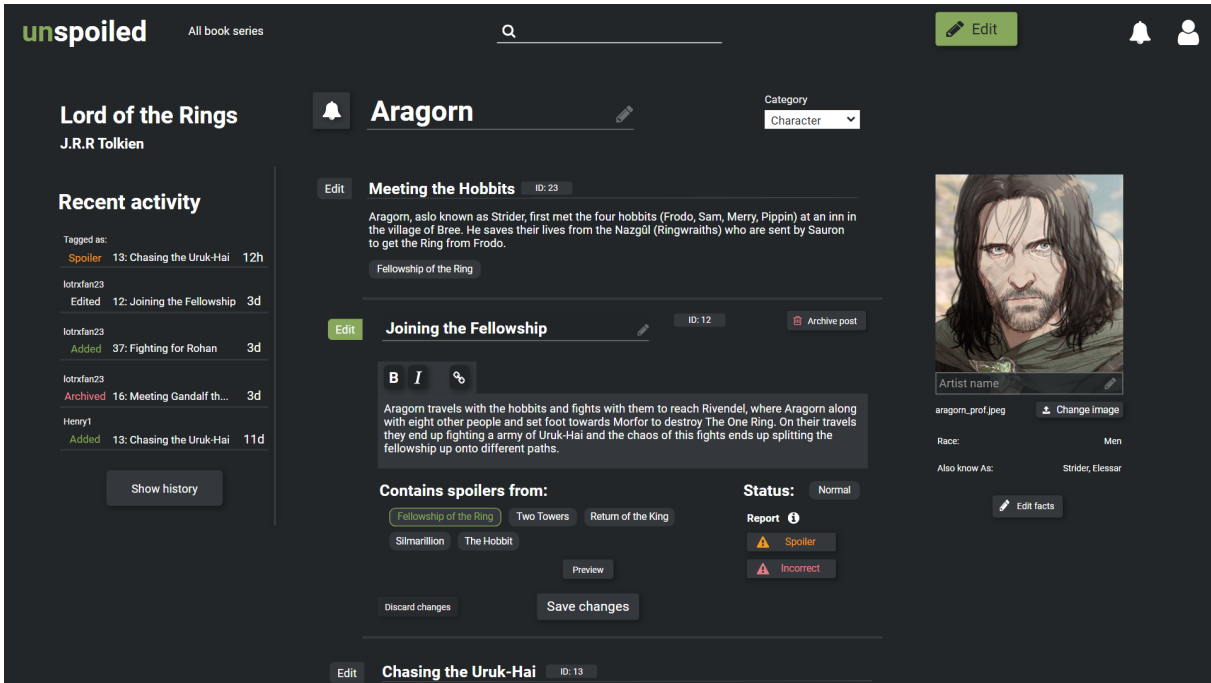 unspoiled
All book series
Edit
Lord of the Rings
J.R.R Tolkien
Recent activity
Tagged as:
Spoiler 13: Chasing the Uruk-Hai 12h
lotrxfan23
Edited 12: Joining the Fellowship 3d
lotrxfan23
Added 37: Fighting for Rohan 3d
lotrxfan23
Archived 16: Meeting Gandalf th... 3d
Henry1
Added 13: Chasing the Uruk-Hai 11d
Show history
Aragorn
Category
Character
Edit
Meeting the Hobbits
ID: 23
Aragorn, aslo known as Strider, first met the four hobbits (Frodo, Sam, Merry, Pippin) at an inn in
the village of Bree. He saves their lives from the Nazgûl (Ringwraiths) who are sent by Sauron
to get the Ring from Frodo.
Fellowship of the Ring
Edit
Joining the Fellowship
ID: 12
Archive post
B I
Aragorn travels with the hobbits and fights with them to reach Rivendel, where Aragorn along
with eight other people and set foot towards Morfor to destroy The One Ring. On their travels
they end up fighting a army of Uruk-Hai and the chaos of this fights ends up splitting the
fellowship up onto different paths.
Contains spoilers from:
Fellowship of the Ring Two Towers Return of the King
Silmarillion The Hobbit
Preview
Discard changes
Save changes
Status: Normal
Report
Spoiler
Incorrect
Edit
Chasing the Uruk-Hai
ID: 13
Artist name
aragorn_prof.jpeg
Change image
Race: Men
Also know As: Strider, Elessar
Edit facts